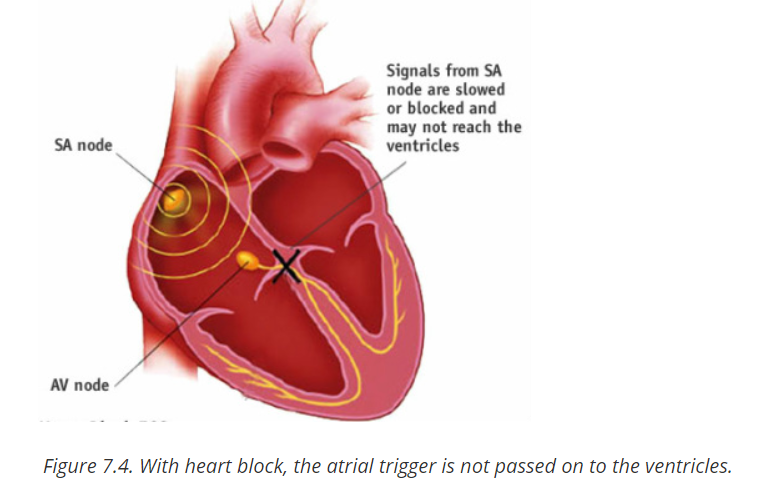 Signals from SA
node are slowed
or blocked and
may not reach the
ventricles
SA node
AV node
Figure 7.4. With heart block, the atrial trigger is not passed on to the ventricles.